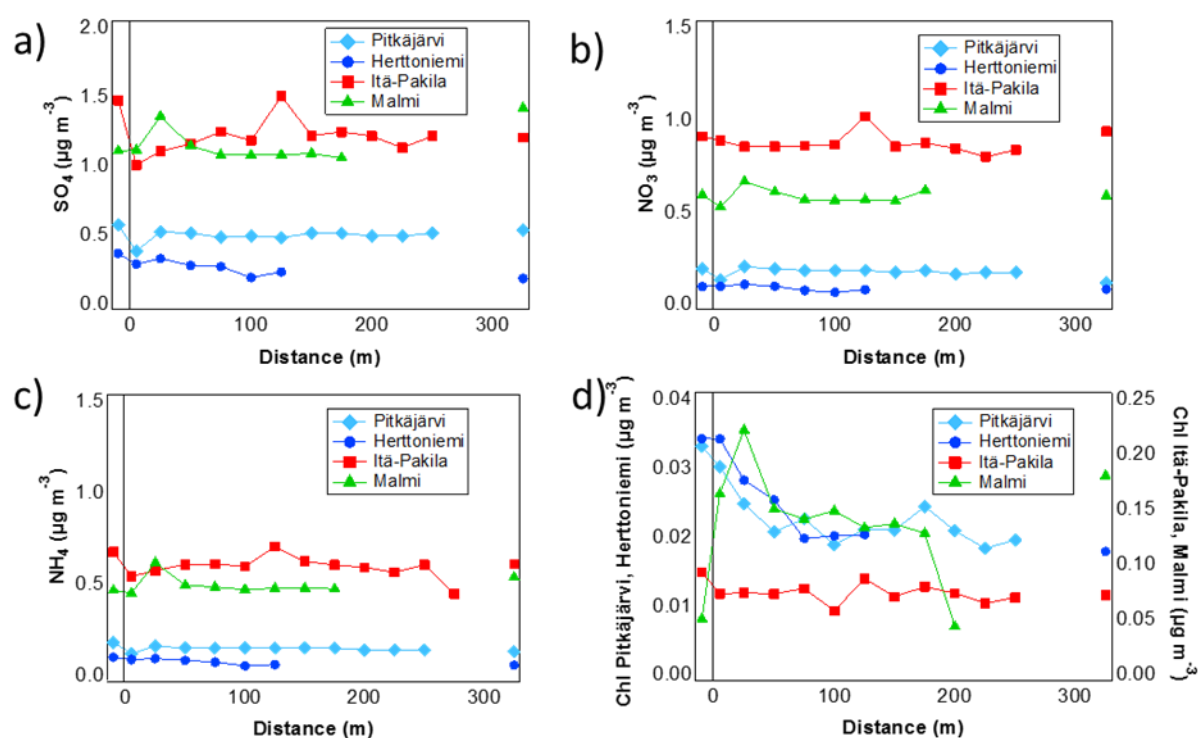 a)
2.0
1.5
1.0
0.5
0.0
SO4 (µg m-3)
Pitkäjärvi
Herttoniemi
Itä-Pakila
Malmi
0 100 200 300
Distance (m)
b)
1.5
1.0
0.5
0.0
NO3 (µg m-3)
Pitkäjärvi
Herttoniemi
Itä-Pakila
Malmi
0 100 200 300
Distance (m)
c)
1.5
1.0
0.5
0.0
NH4 (µg m-3)
Pitkäjärvi
Herttoniemi
Itä-Pakila
Malmi
0 100 200 300
Distance (m)
d)
Chl Pitkäjärvi, Herttoniemi (µg m-3)
0.04
0.03
0.02
0.01
0.00
Pitkäjärvi
Herttoniemi
Itä-Pakila
Malmi
0.25
0.20
0.15
0.10
0.05
0.00
Chl Itä-Pakila, Malmi (µg m-3)
0 100 200 300
Distance (m)